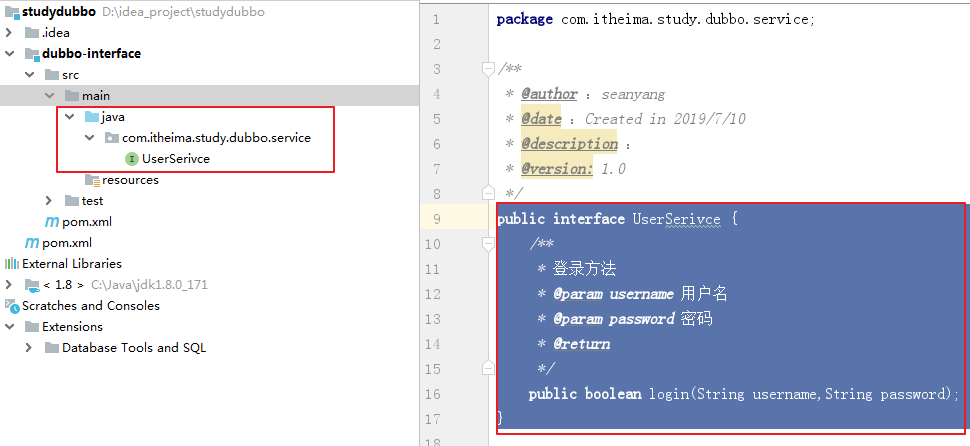 studydubbo D:\idea_project\studydubbo
.idea
dubbo-interface
src
main
java
com.itheima.study.dubbo.service
I UserSerivce
resources
test
m pom.xml
m pom.xml
External Libraries
< 1.8 > C:\Java\jdk1.8.0_171
Scratches and Consoles
Extensions
Database Tools and SQL
1 package com.itheima.study.dubbo.service;
2
3 /**
4 * @author : seanyang
5 * @date : Created in 2019/7/10
6 * @description :
7 * @version: 1.0
8 */
9 public interface UserSerivce {
10 /**
11 * 登录方法
12 * @param username 用户名
13 * @param password 密码
14 * @return
15 */
16 public boolean login(String username,String password);
17 }
18